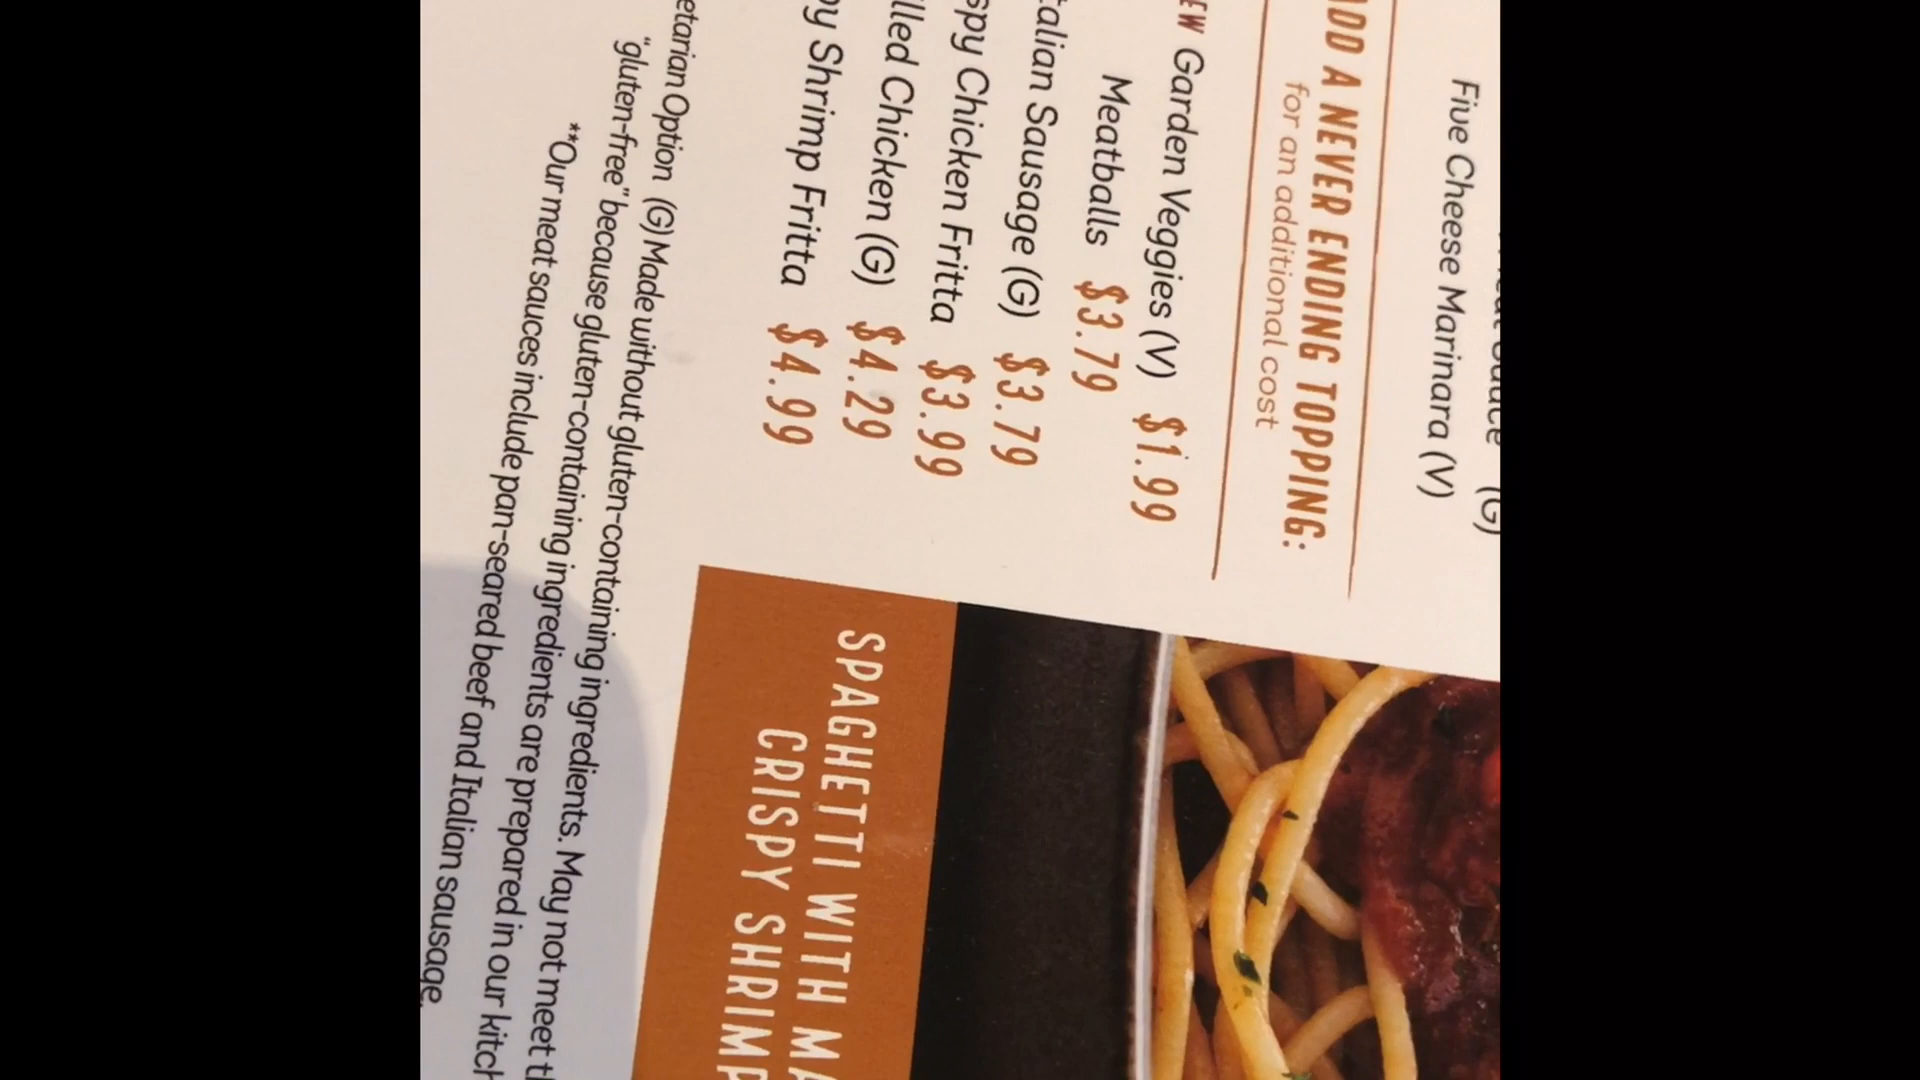 (G)
Five Cheese Marinara (V)
ADD A NEVER ENDING TOPPING:
for an additional cost
Garden Veggies (V) $1.99
Meatballs $3.79
Italian Sausage (G) $3.79
Chicken Fritta $3.99
Chicken (G) $4.29
Shrimp Fritta $4.99
Option (G) Made without gluten-containing ingredients. May not meet
"gluten-free" because gluten-containing ingredients are prepared in our
**Our meat sauces include pan-seared beef and Italian sausage.
SPAGHETTI WITH
CRISPY SHRIMP